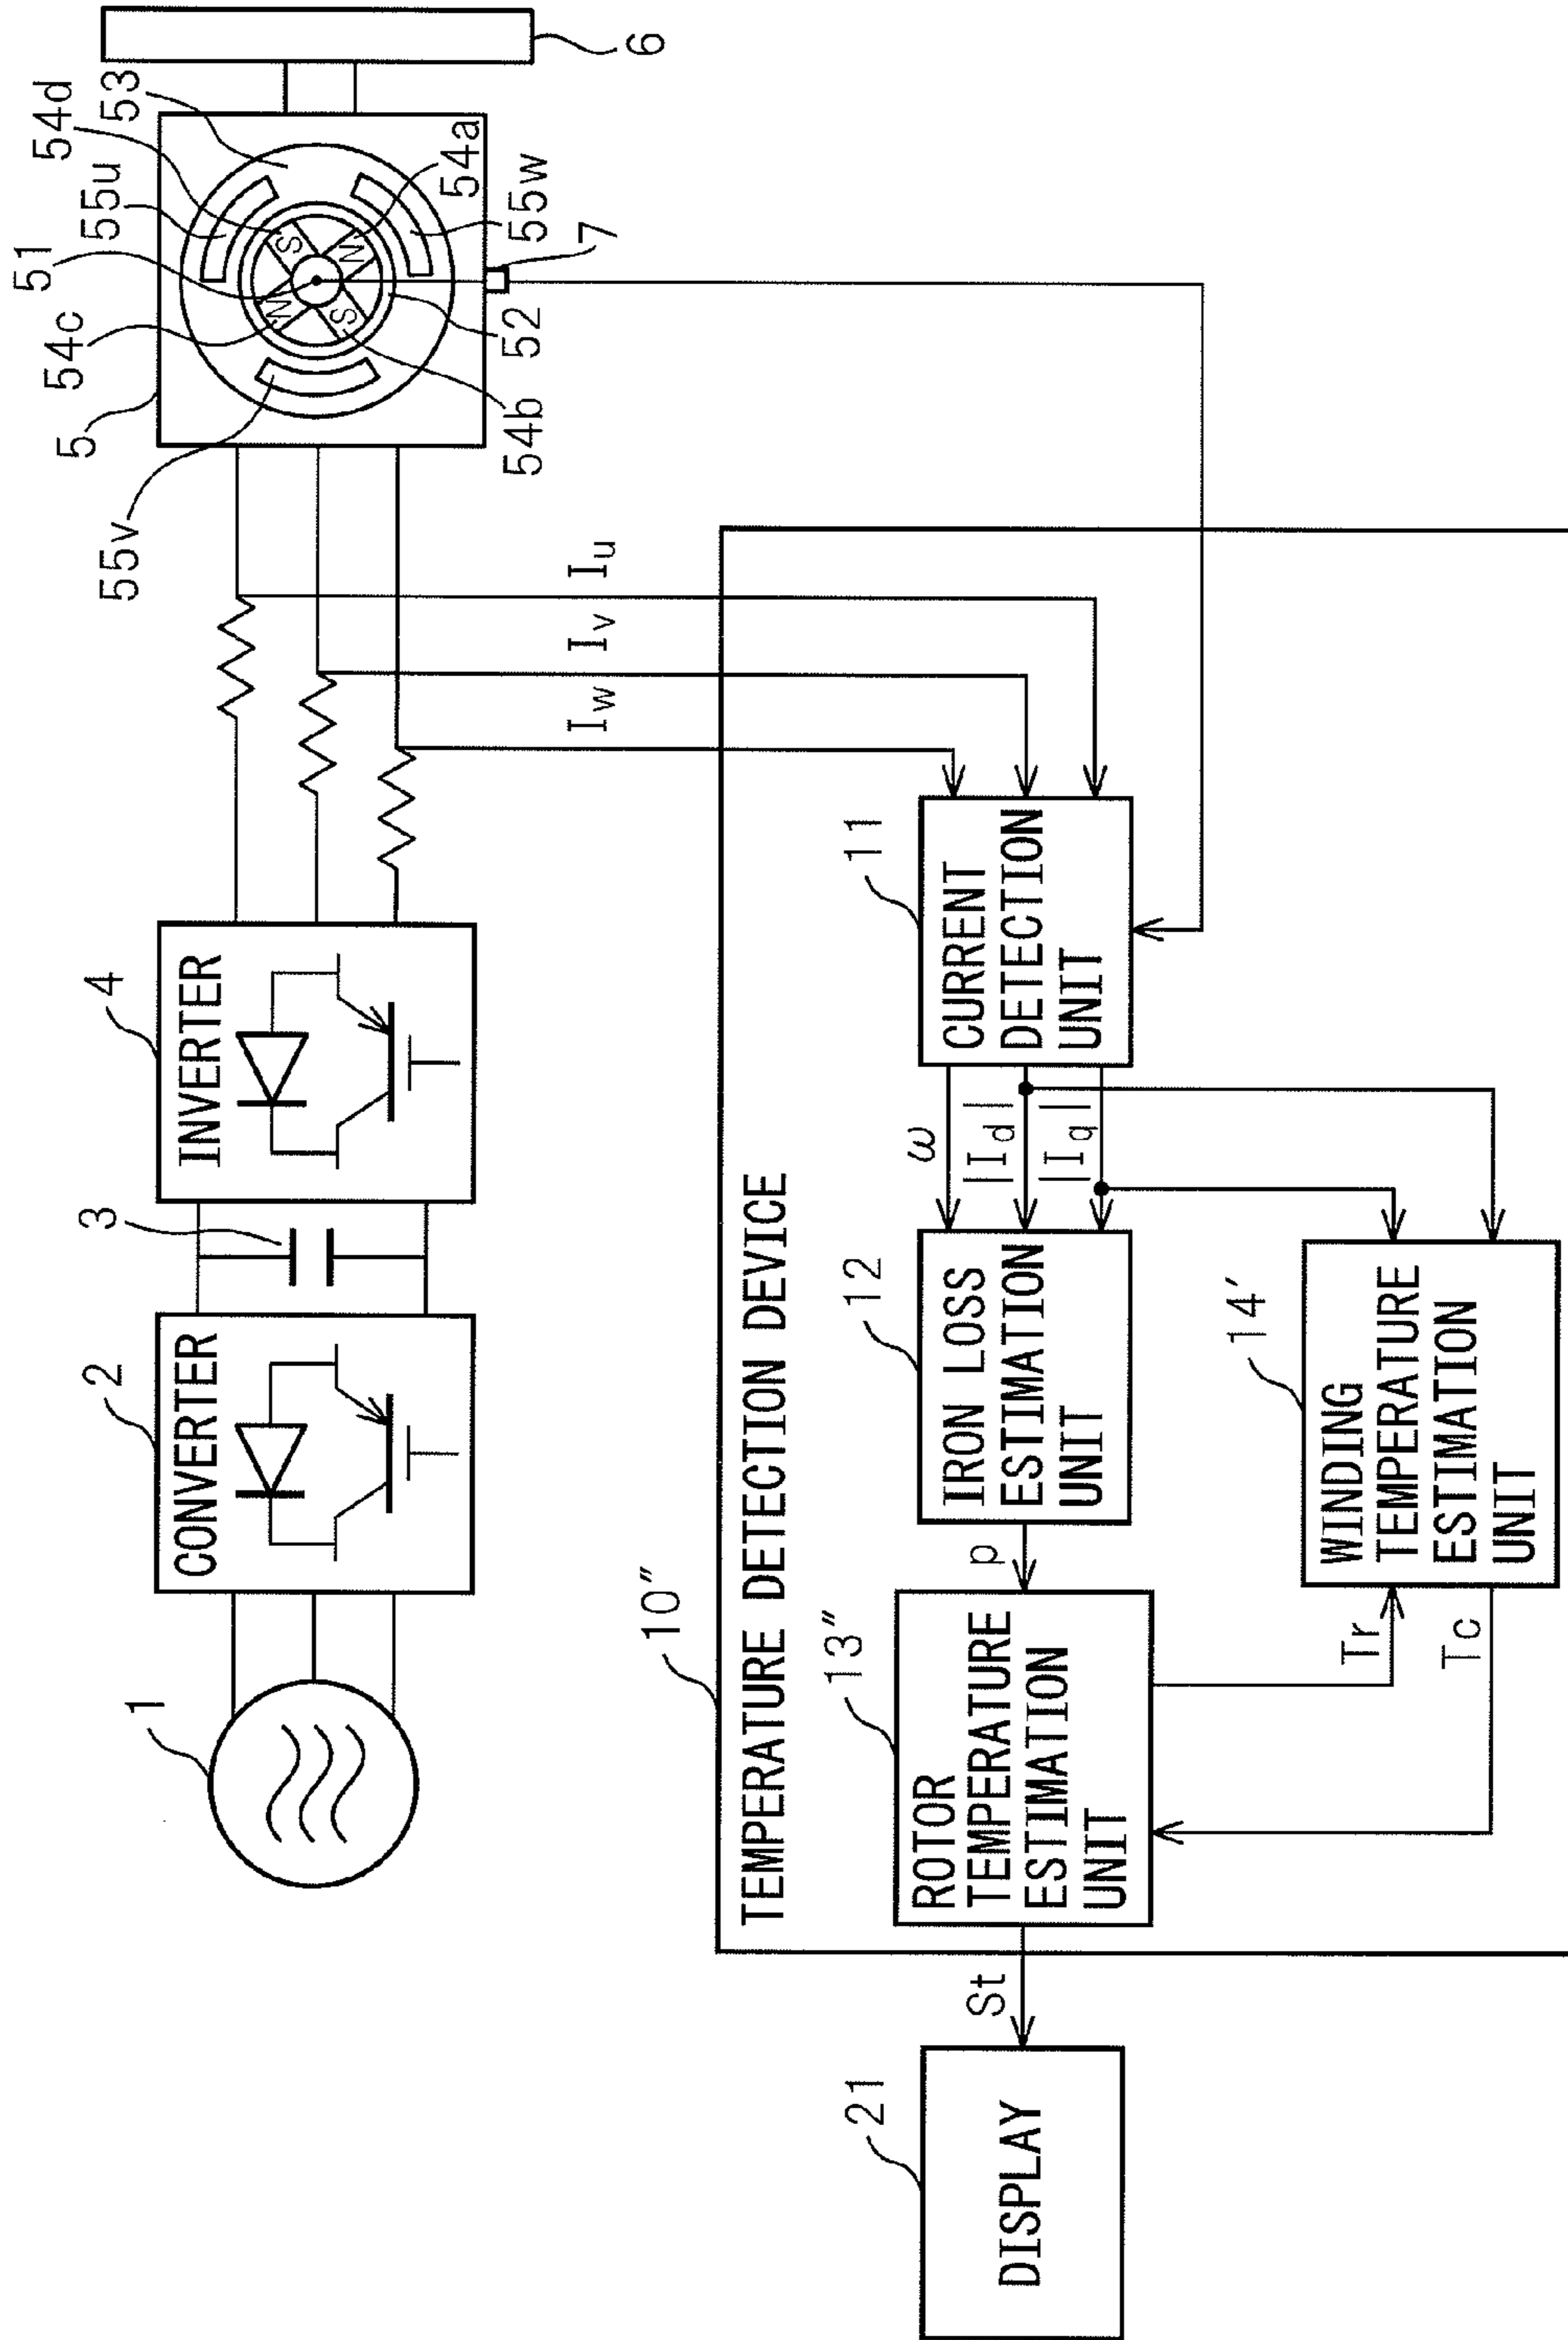 1
2
CONVERTER
3
4
INVERTER
5
51
52
53
54a
54b
54c
54d
55u
55v
55w
N
S
N
S
6
7
Iu
Iv
Iw
10″
TEMPERATURE DETECTION DEVICE
11
CURRENT
DETECTION
UNIT
ω
|Id|
|Iq|
12
IRON LOSS
ESTIMATION
UNIT
p
13″
ROTOR
TEMPERATURE
ESTIMATION
UNIT
14′
WINDING
TEMPERATURE
ESTIMATION
UNIT
Tr
Tc
St
21
DISPLAY